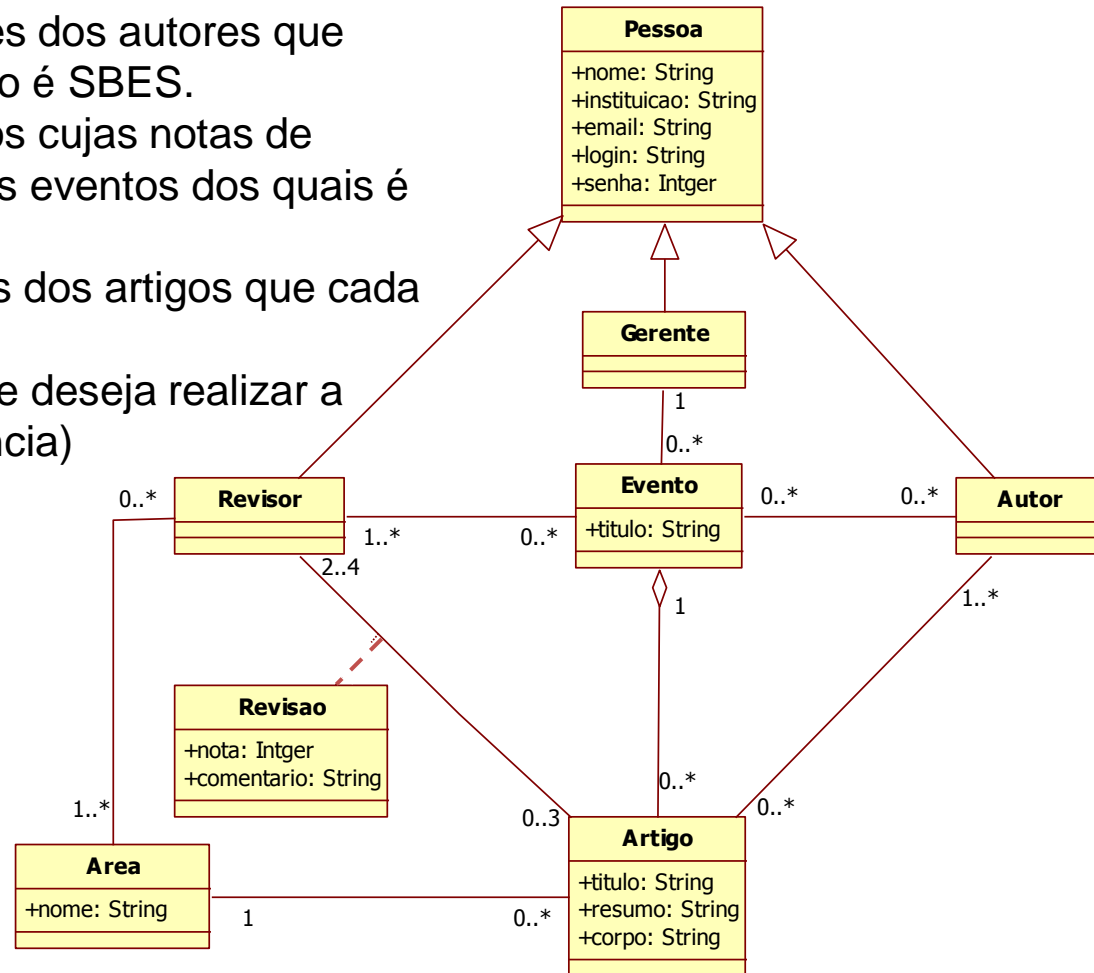 es dos autores que
o é SBES.
os cujas notas de
s eventos dos quais é
s dos artigos que cada
e deseja realizar a
ncia)
Pessoa
+nome: String
+instituicao: String
+email: String
+login: String
+senha: Intger
Gerente
1
0..*
Revisor
0..*
1..*
0..*
2..4
Evento
+titulo: String
0..*
0..*
1
Autor
1..*
Revisao
+nota: Intger
+comentario: String
1..*
0..3
0..*
0..*
Area
+nome: String
1
0..*
Artigo
+titulo: String
+resumo: String
+corpo: String